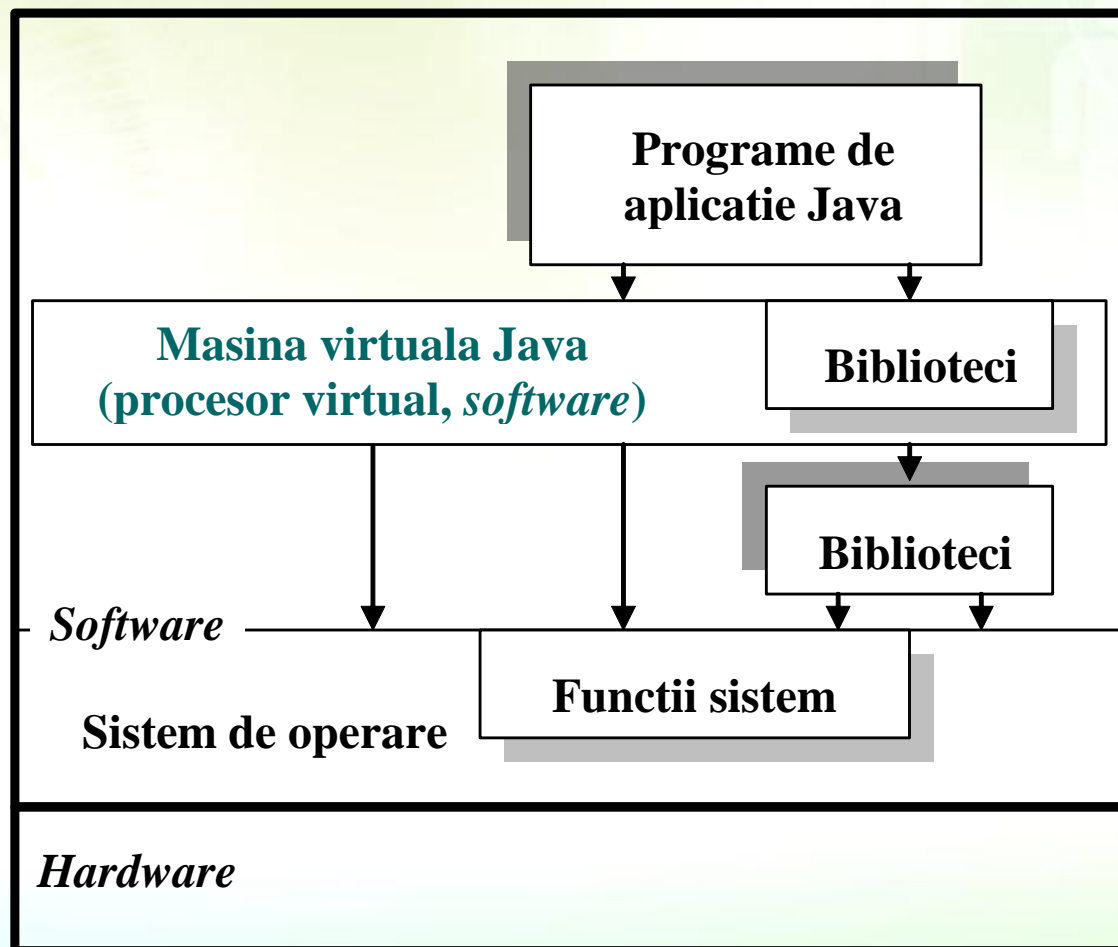 Programe de
aplicatie Java
Masina virtuala Java
(procesor virtual, software)
Biblioteci
Biblioteci
Software
Functii sistem
Sistem de operare
Hardware